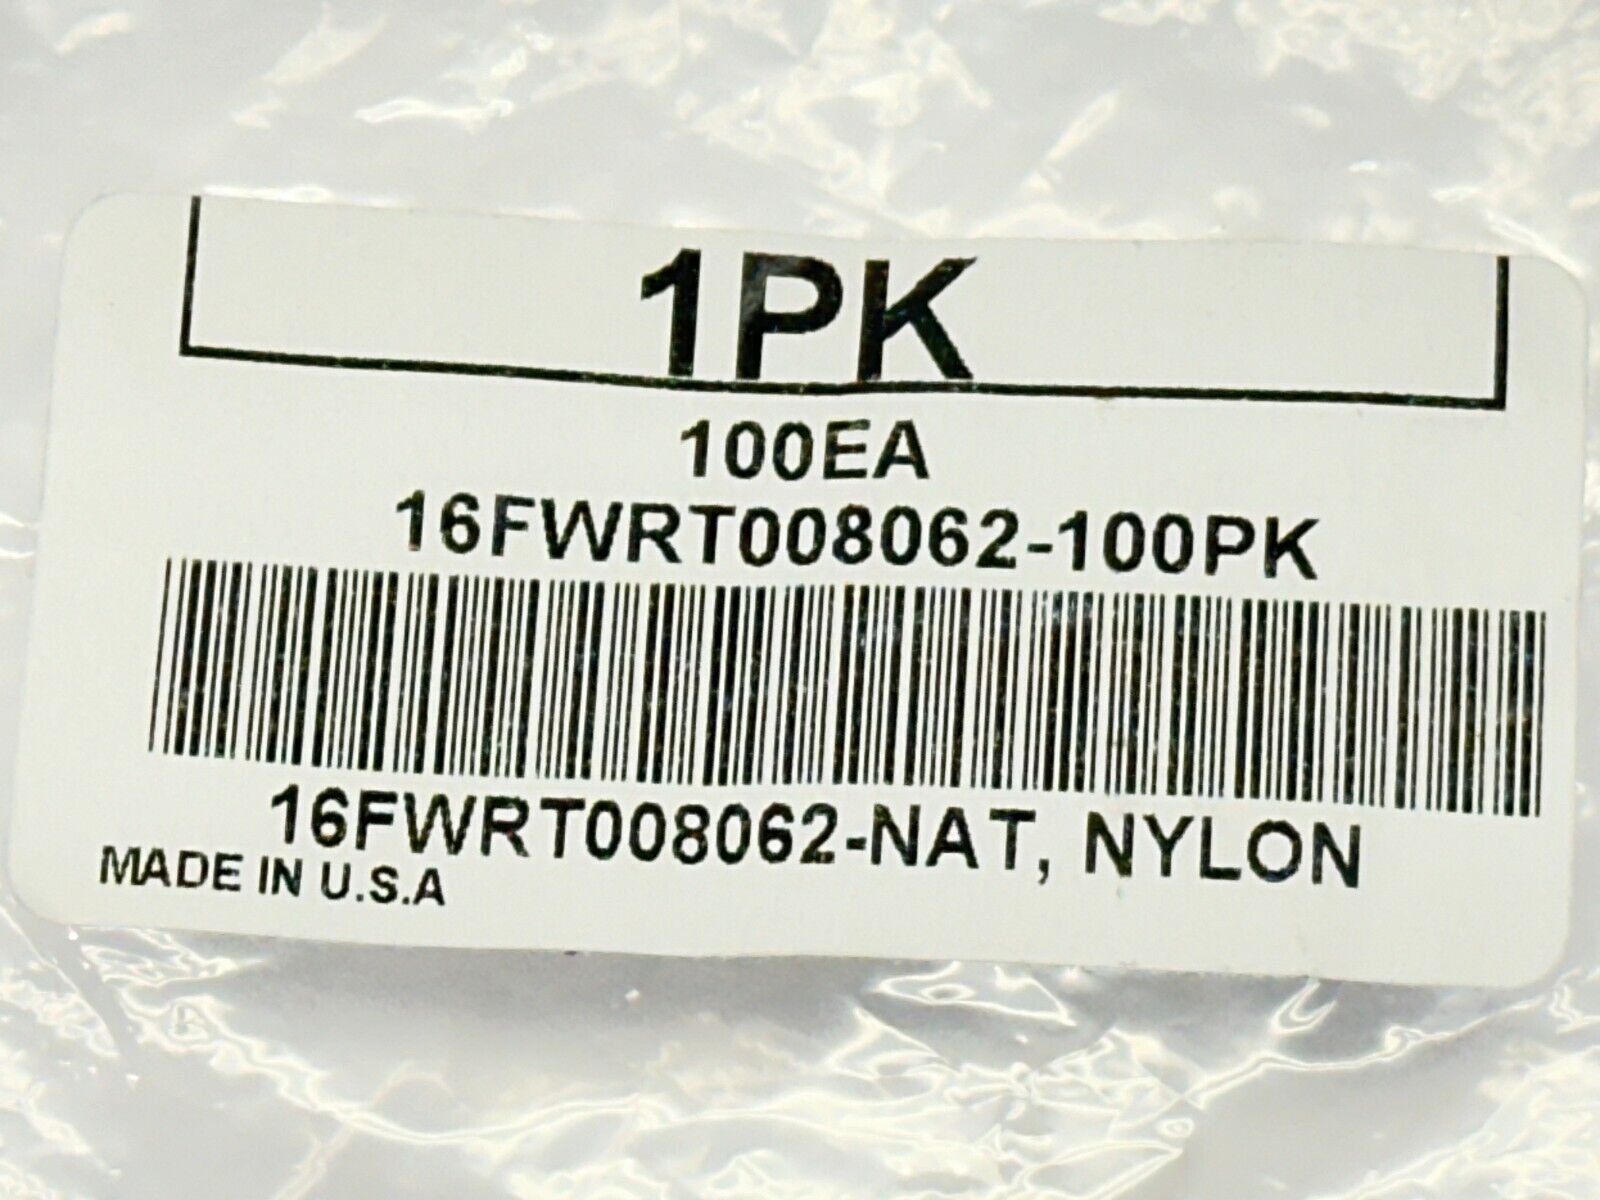 1PK
100EA
16FWRT008062-100PK
16FWRT008062-NAT, NYLON
MADE IN U.S.A